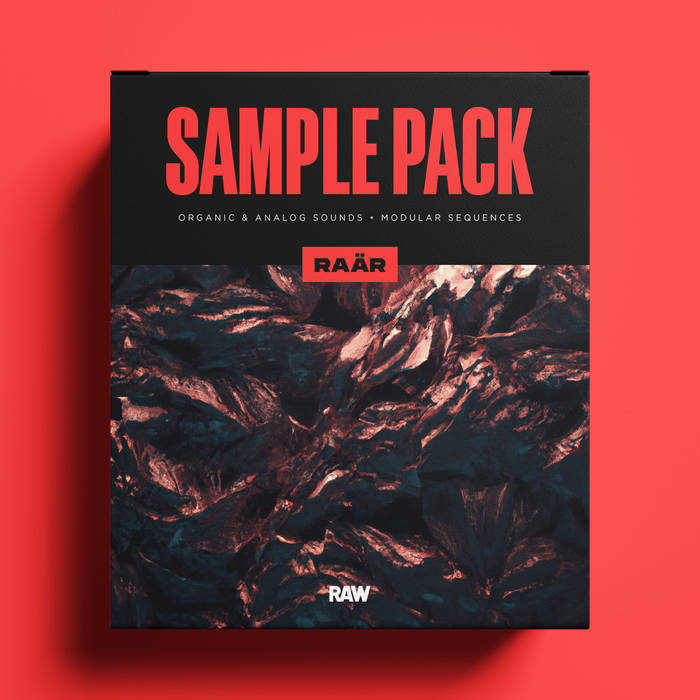 SAMPLE PACK
ORGANIC & ANALOG SOUNDS • MODULAR SEQUENCES
RAÄR
RAW